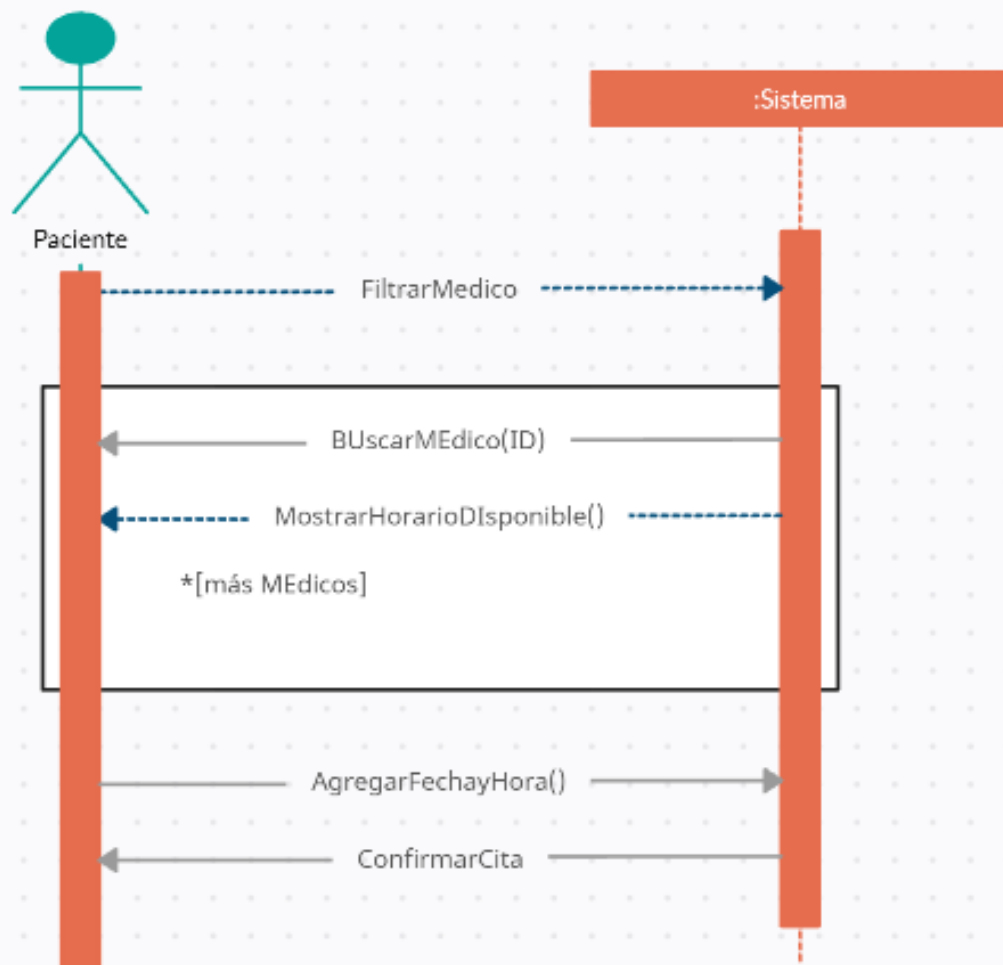 :Sistema
Paciente
FiltrarMedico
BUscarMEdico(ID)
MostrarHorarioDIsponible()
*[más MEdicos]
AgregarFechayHora()
ConfirmarCita